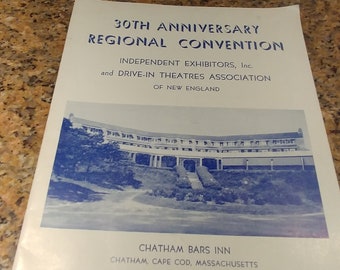 30TH ANNIVERSARY
REGIONAL CONVENTION
INDEPENDENT EXHIBITORS, Inc.
and DRIVE-IN THEATRES ASSOCIATION
OF NEW ENGLAND
CHATHAM BARS INN
CHATHAM, CAPE COD, MASSACHUSETTS